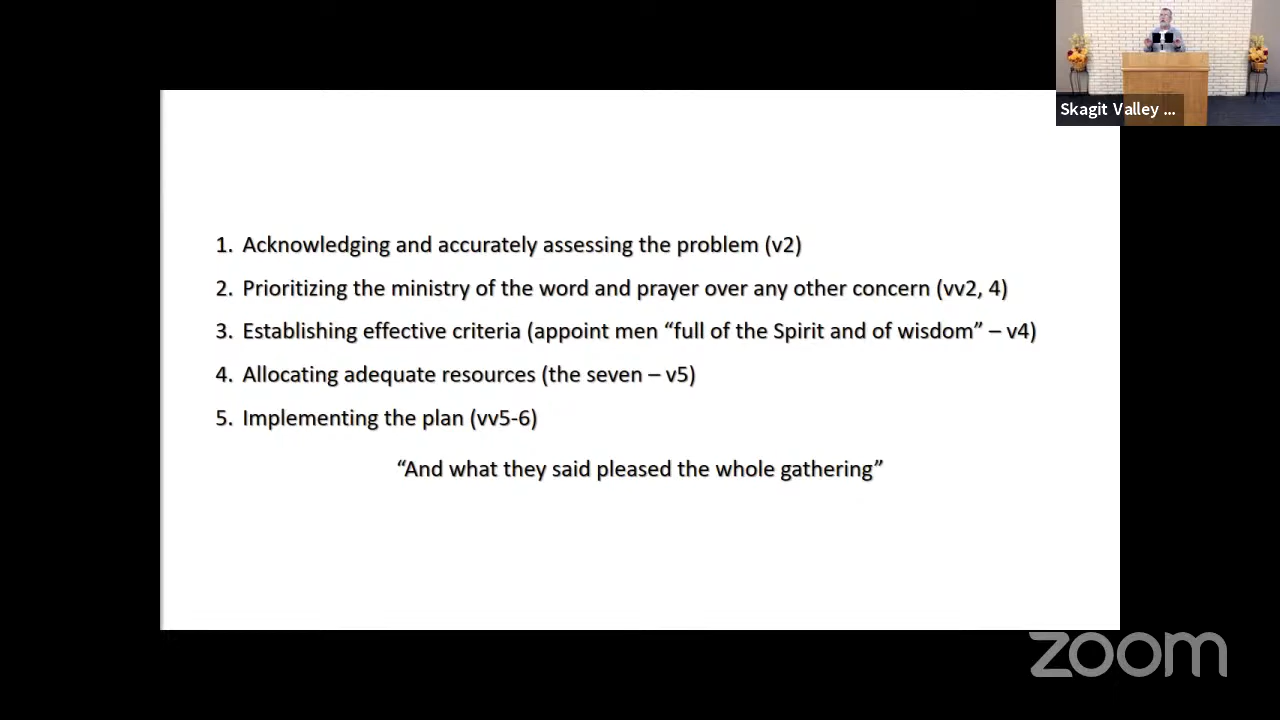 Skagit Valley ...
1. Acknowledging and accurately assessing the problem (v2)
2. Prioritizing the ministry of the word and prayer over any other concern (vv2, 4)
3. Establishing effective criteria (appoint men “full of the Spirit and of wisdom” – v4)
4. Allocating adequate resources (the seven – v5)
5. Implementing the plan (vv5-6)
“And what they said pleased the whole gathering”
zoom